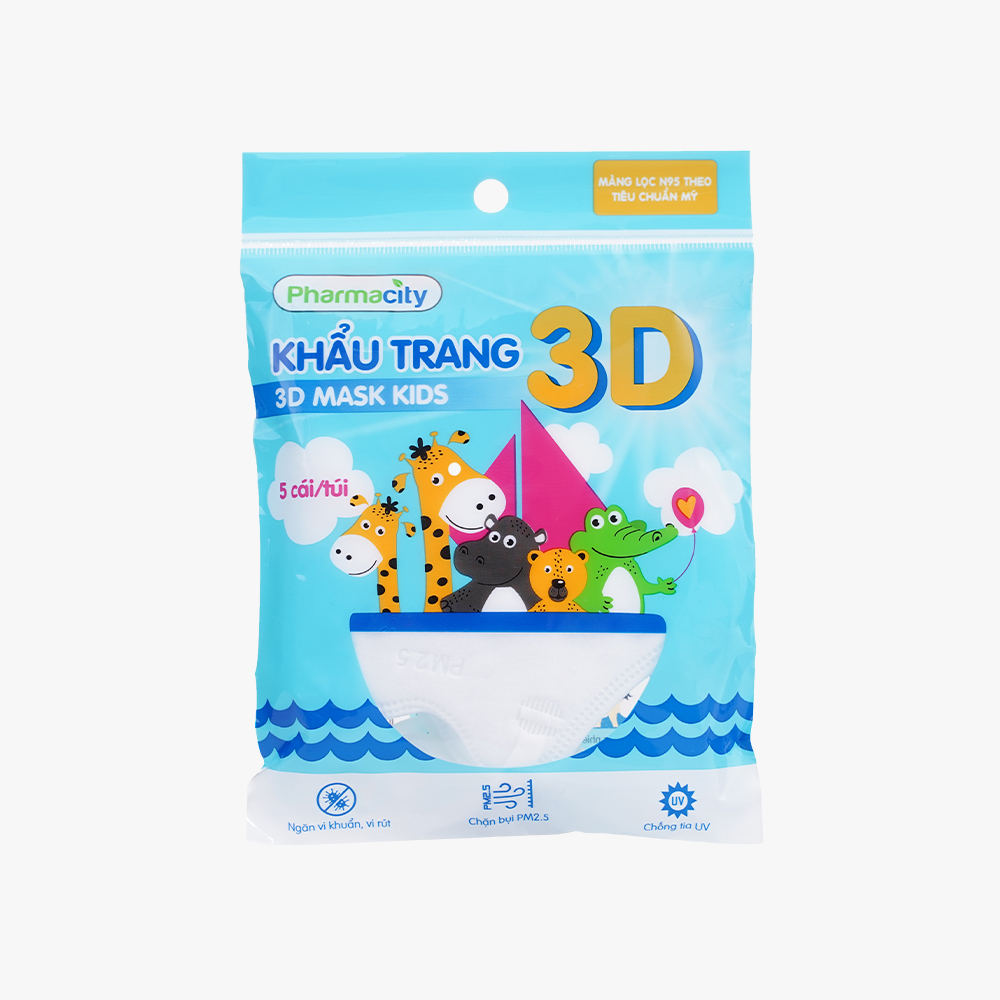 MÀNG LỌC N95 THEO
TIÊU CHUẨN MỸ
Pharmacity
KHẨU TRANG 3D
3D MASK KIDS
5 cái/túi
PM2.5
Ngăn vi khuẩn, vi rút
PM2.5
Chặn bụi PM2.5
UV
Chống tia UV